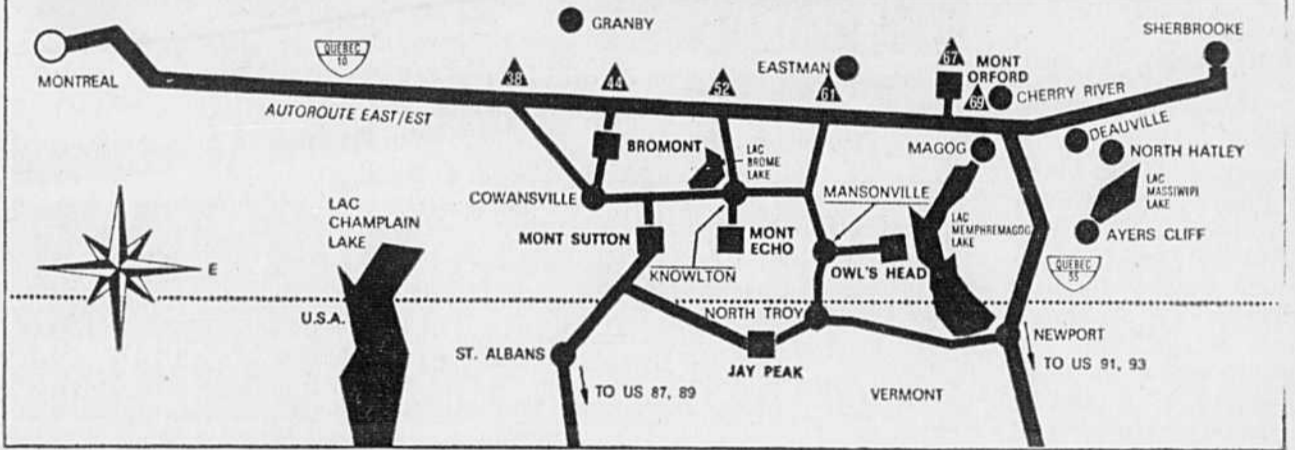 GRANBY
SHERBROOKE
MONTREAL
QUEBEC
10
AUTOROUTE EAST/EST
38
44
52
EASTMAN
61
67
MONT
ORFORD
69
CHERRY RIVER
BROMONT
LAC
BROME
LAKE
MAGOG
DEAUVILLE
NORTH HATLEY
COWANSVILLE
MANSONVILLE
LAC
MASSIWIPI
LAKE
LAC
CHAMPLAIN
LAKE
MONT SUTTON
MONT
ECHO
LAC
MEMPHREMAGOG
LAKE
AYERS CLIFF
KNOWLTON
OWL'S HEAD
E
QUEBEC
55
U.S.A.
NORTH TROY
NEWPORT
ST. ALBANS
JAY PEAK
TO US 91, 93
TO US 87, 89
VERMONT